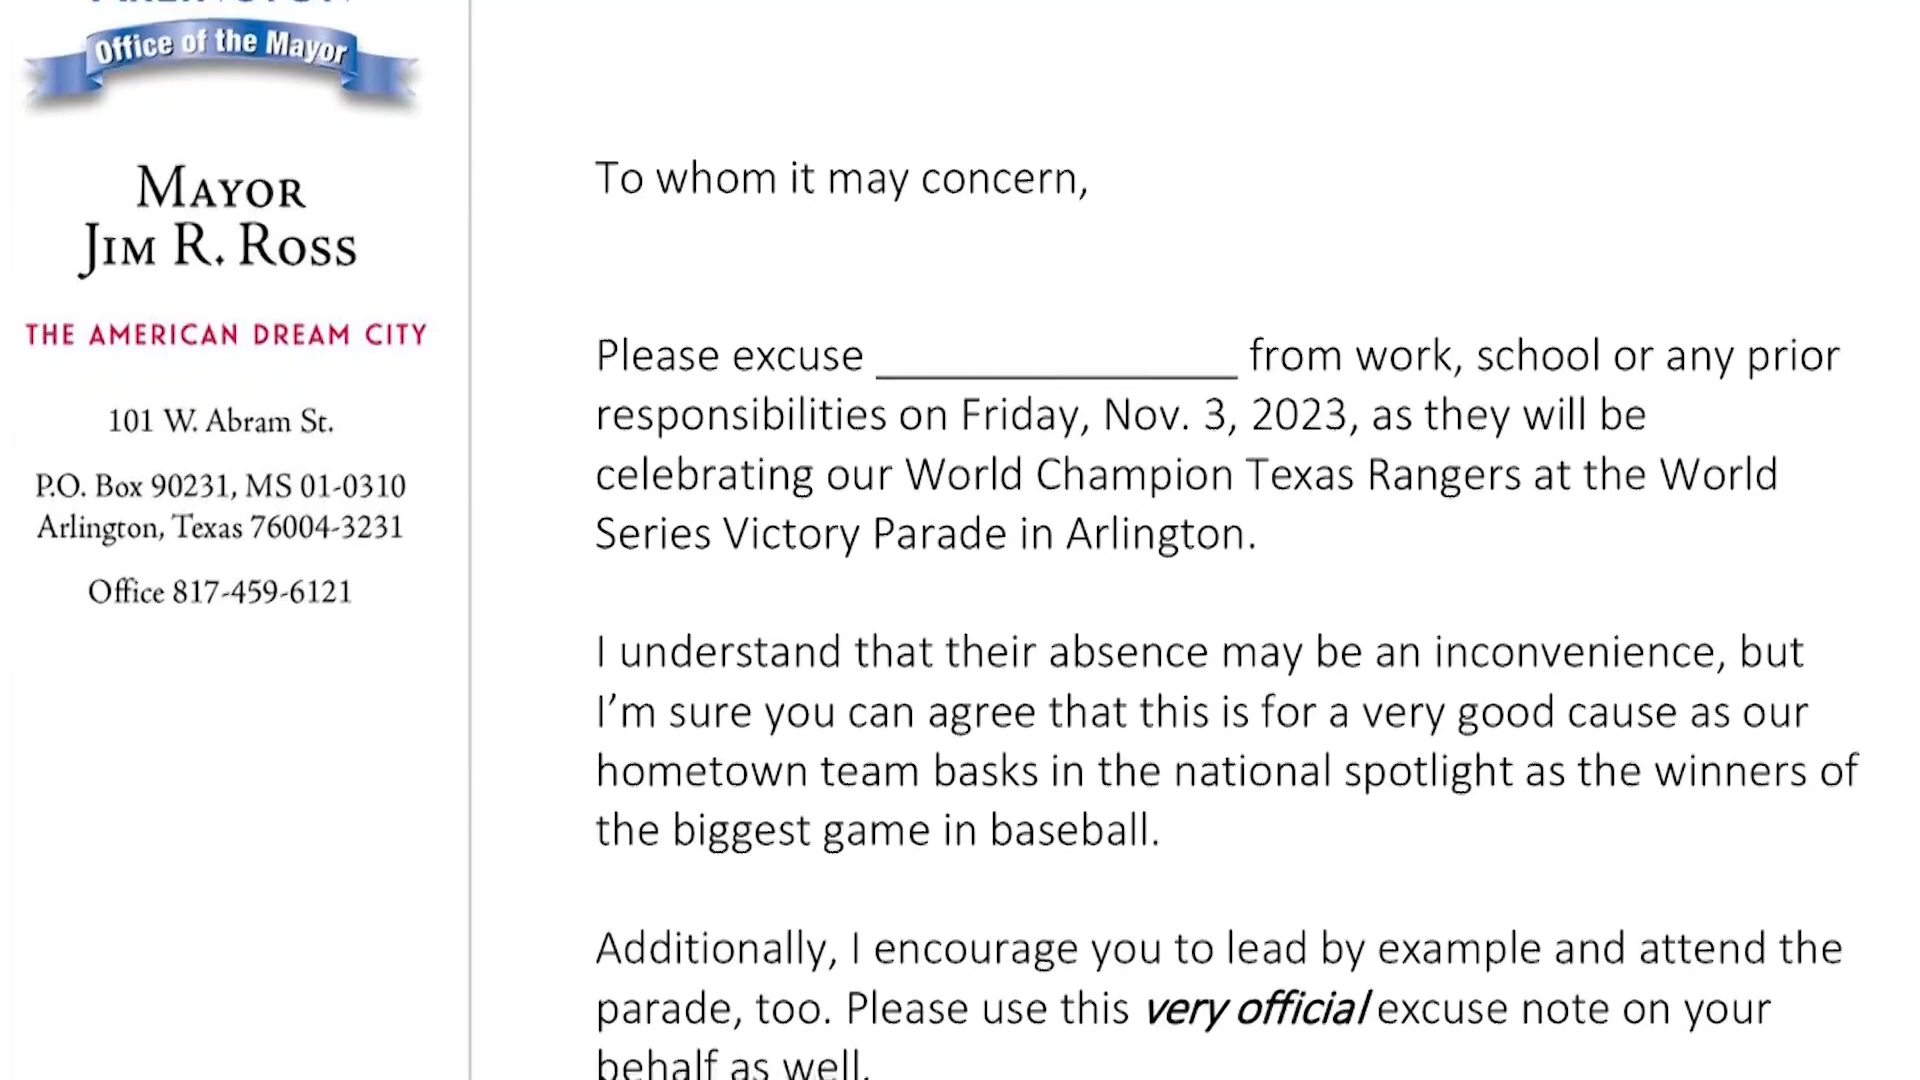 ARLINGTON
Office of the Mayor
MAYOR
JIM R. ROSS
THE AMERICAN DREAM CITY
101 W. Abram St.
P.O. Box 90231, MS 01-0310
Arlington, Texas 76004-3231
Office 817-459-6121
To whom it may concern,
Please excuse _________________ from work, school or any prior
responsibilities on Friday, Nov. 3, 2023, as they will be
celebrating our World Champion Texas Rangers at the World
Series Victory Parade in Arlington.
I understand that their absence may be an inconvenience, but
I’m sure you can agree that this is for a very good cause as our
hometown team basks in the national spotlight as the winners of
the biggest game in baseball.
Additionally, I encourage you to lead by example and attend the
parade, too. Please use this very official excuse note on your
behalf as well.